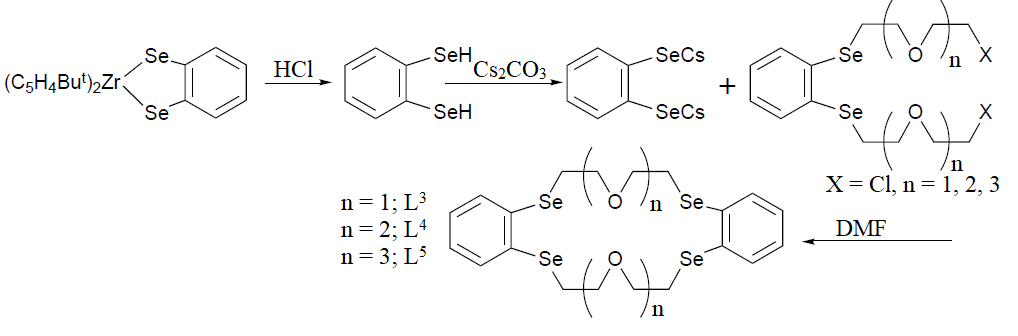 (C₅H₄Buᵗ)₂Zr
Se
Se
HCl
SeH
SeH
Cs₂CO₃
SeCs
SeCs
+
Se
O
n
X
Se
O
n
X
X = Cl, n = 1, 2, 3
DMF
n = 1; L³
n = 2; L⁴
n = 3; L⁵
Se
O
n
Se
Se
O
n
Se